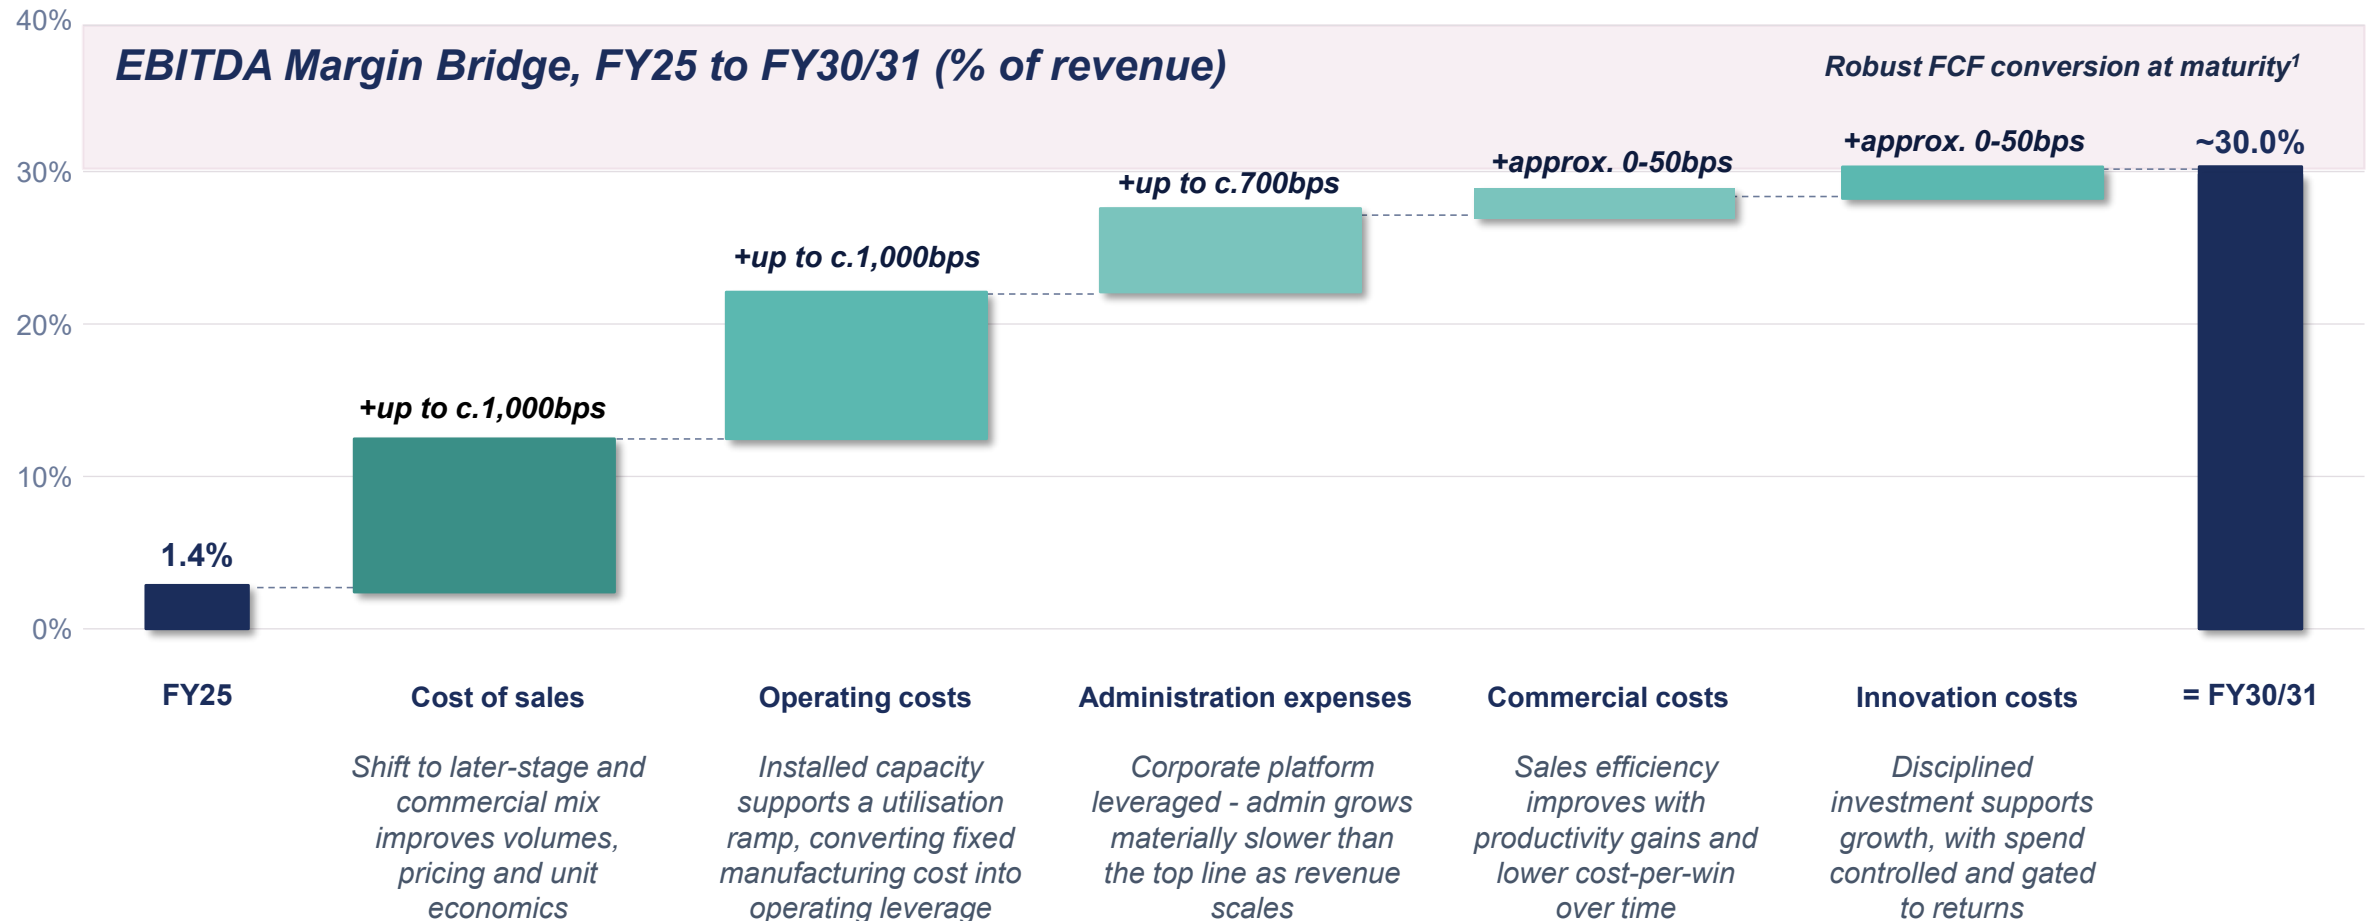 40%
EBITDA Margin Bridge, FY25 to FY30/31 (% of revenue)
Robust FCF conversion at maturity¹
30%
20%
10%
0%
1.4%
+up to c.1,000bps
+up to c.1,000bps
+up to c.700bps
+approx. 0-50bps
+approx. 0-50bps
~30.0%
FY25
Cost of sales
Operating costs
Administration expenses
Commercial costs
Innovation costs
= FY30/31
Shift to later-stage and
commercial mix
improves volumes,
pricing and unit
economics
Installed capacity
supports a utilisation
ramp, converting fixed
manufacturing cost into
operating leverage
Corporate platform
leveraged - admin grows
materially slower than
the top line as revenue
scales
Sales efficiency
improves with
productivity gains and
lower cost-per-win
over time
Disciplined
investment supports
growth, with spend
controlled and gated
to returns